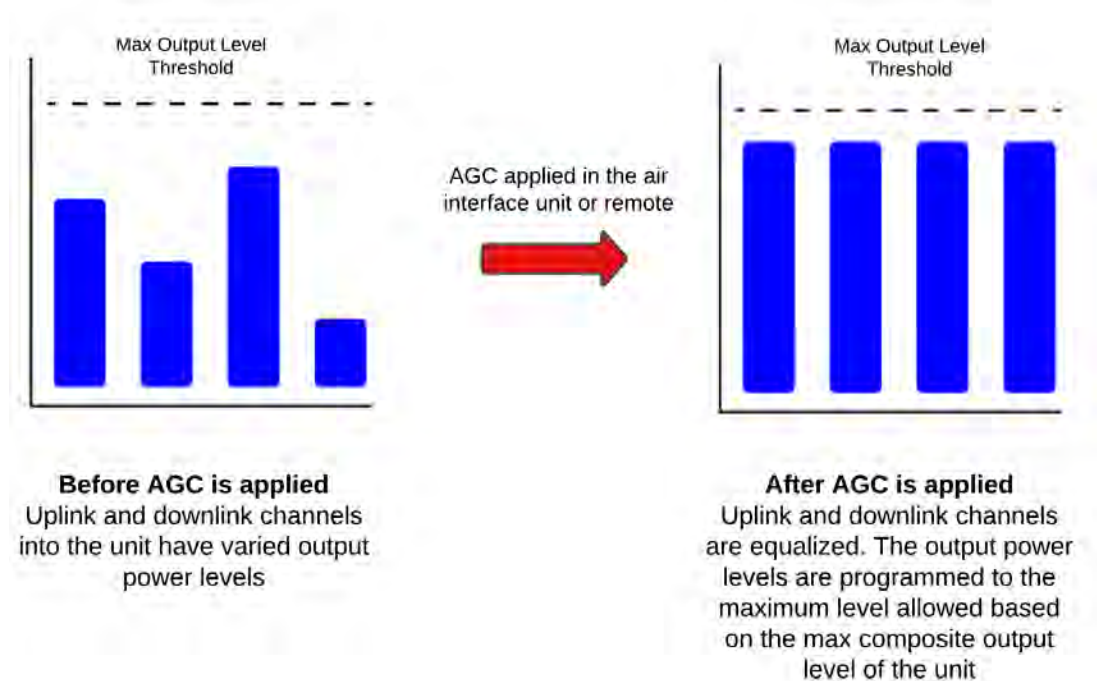 Max Output Level
Threshold
Max Output Level
Threshold
AGC applied in the air
interface unit or remote
Before AGC is applied
Uplink and downlink channels
into the unit have varied output
power levels
After AGC is applied
Uplink and downlink channels
are equalized. The output power
levels are programmed to the
maximum level allowed based
on the max composite output
level of the unit